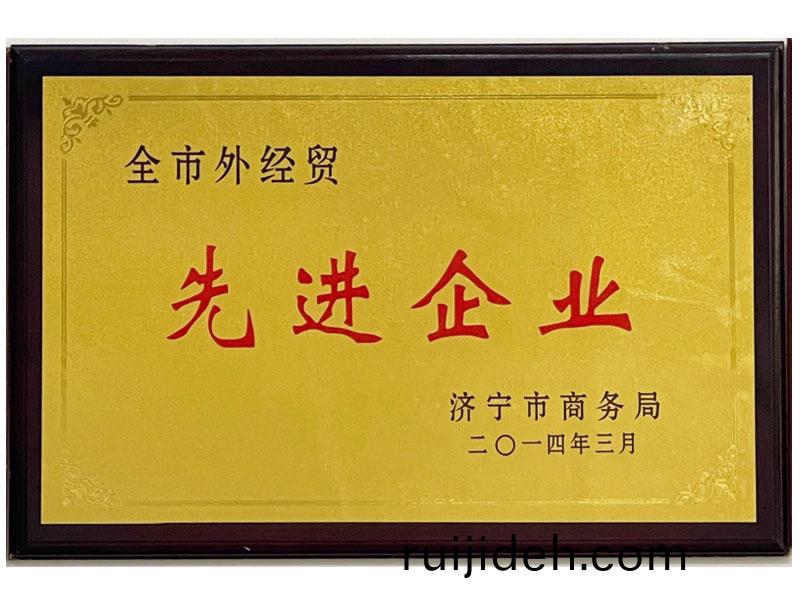 全市外经贸
先进企业
济宁市商务局
二〇一四年三月
ruijideh.com